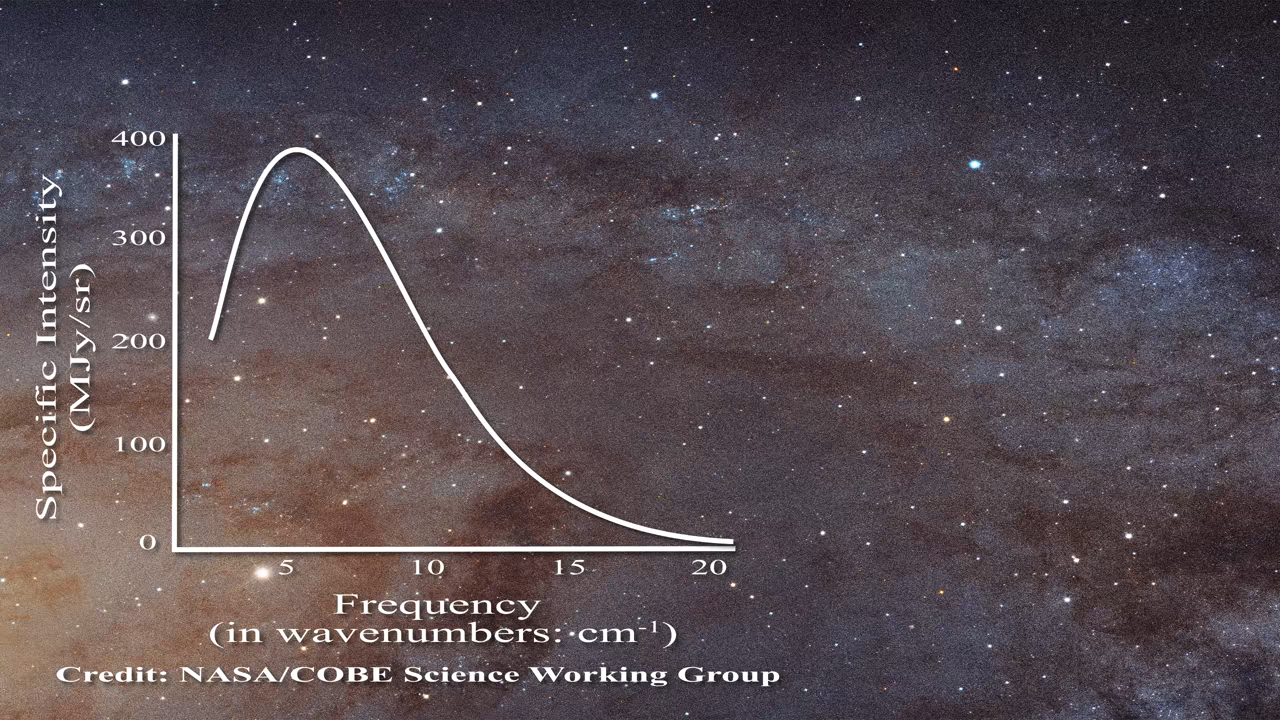 Specific Intensity
(MJy/sr)
400
300
200
100
0
5 10 15 20
Frequency
(in wavenumbers: cm⁻¹)
Credit: NASA/COBE Science Working Group